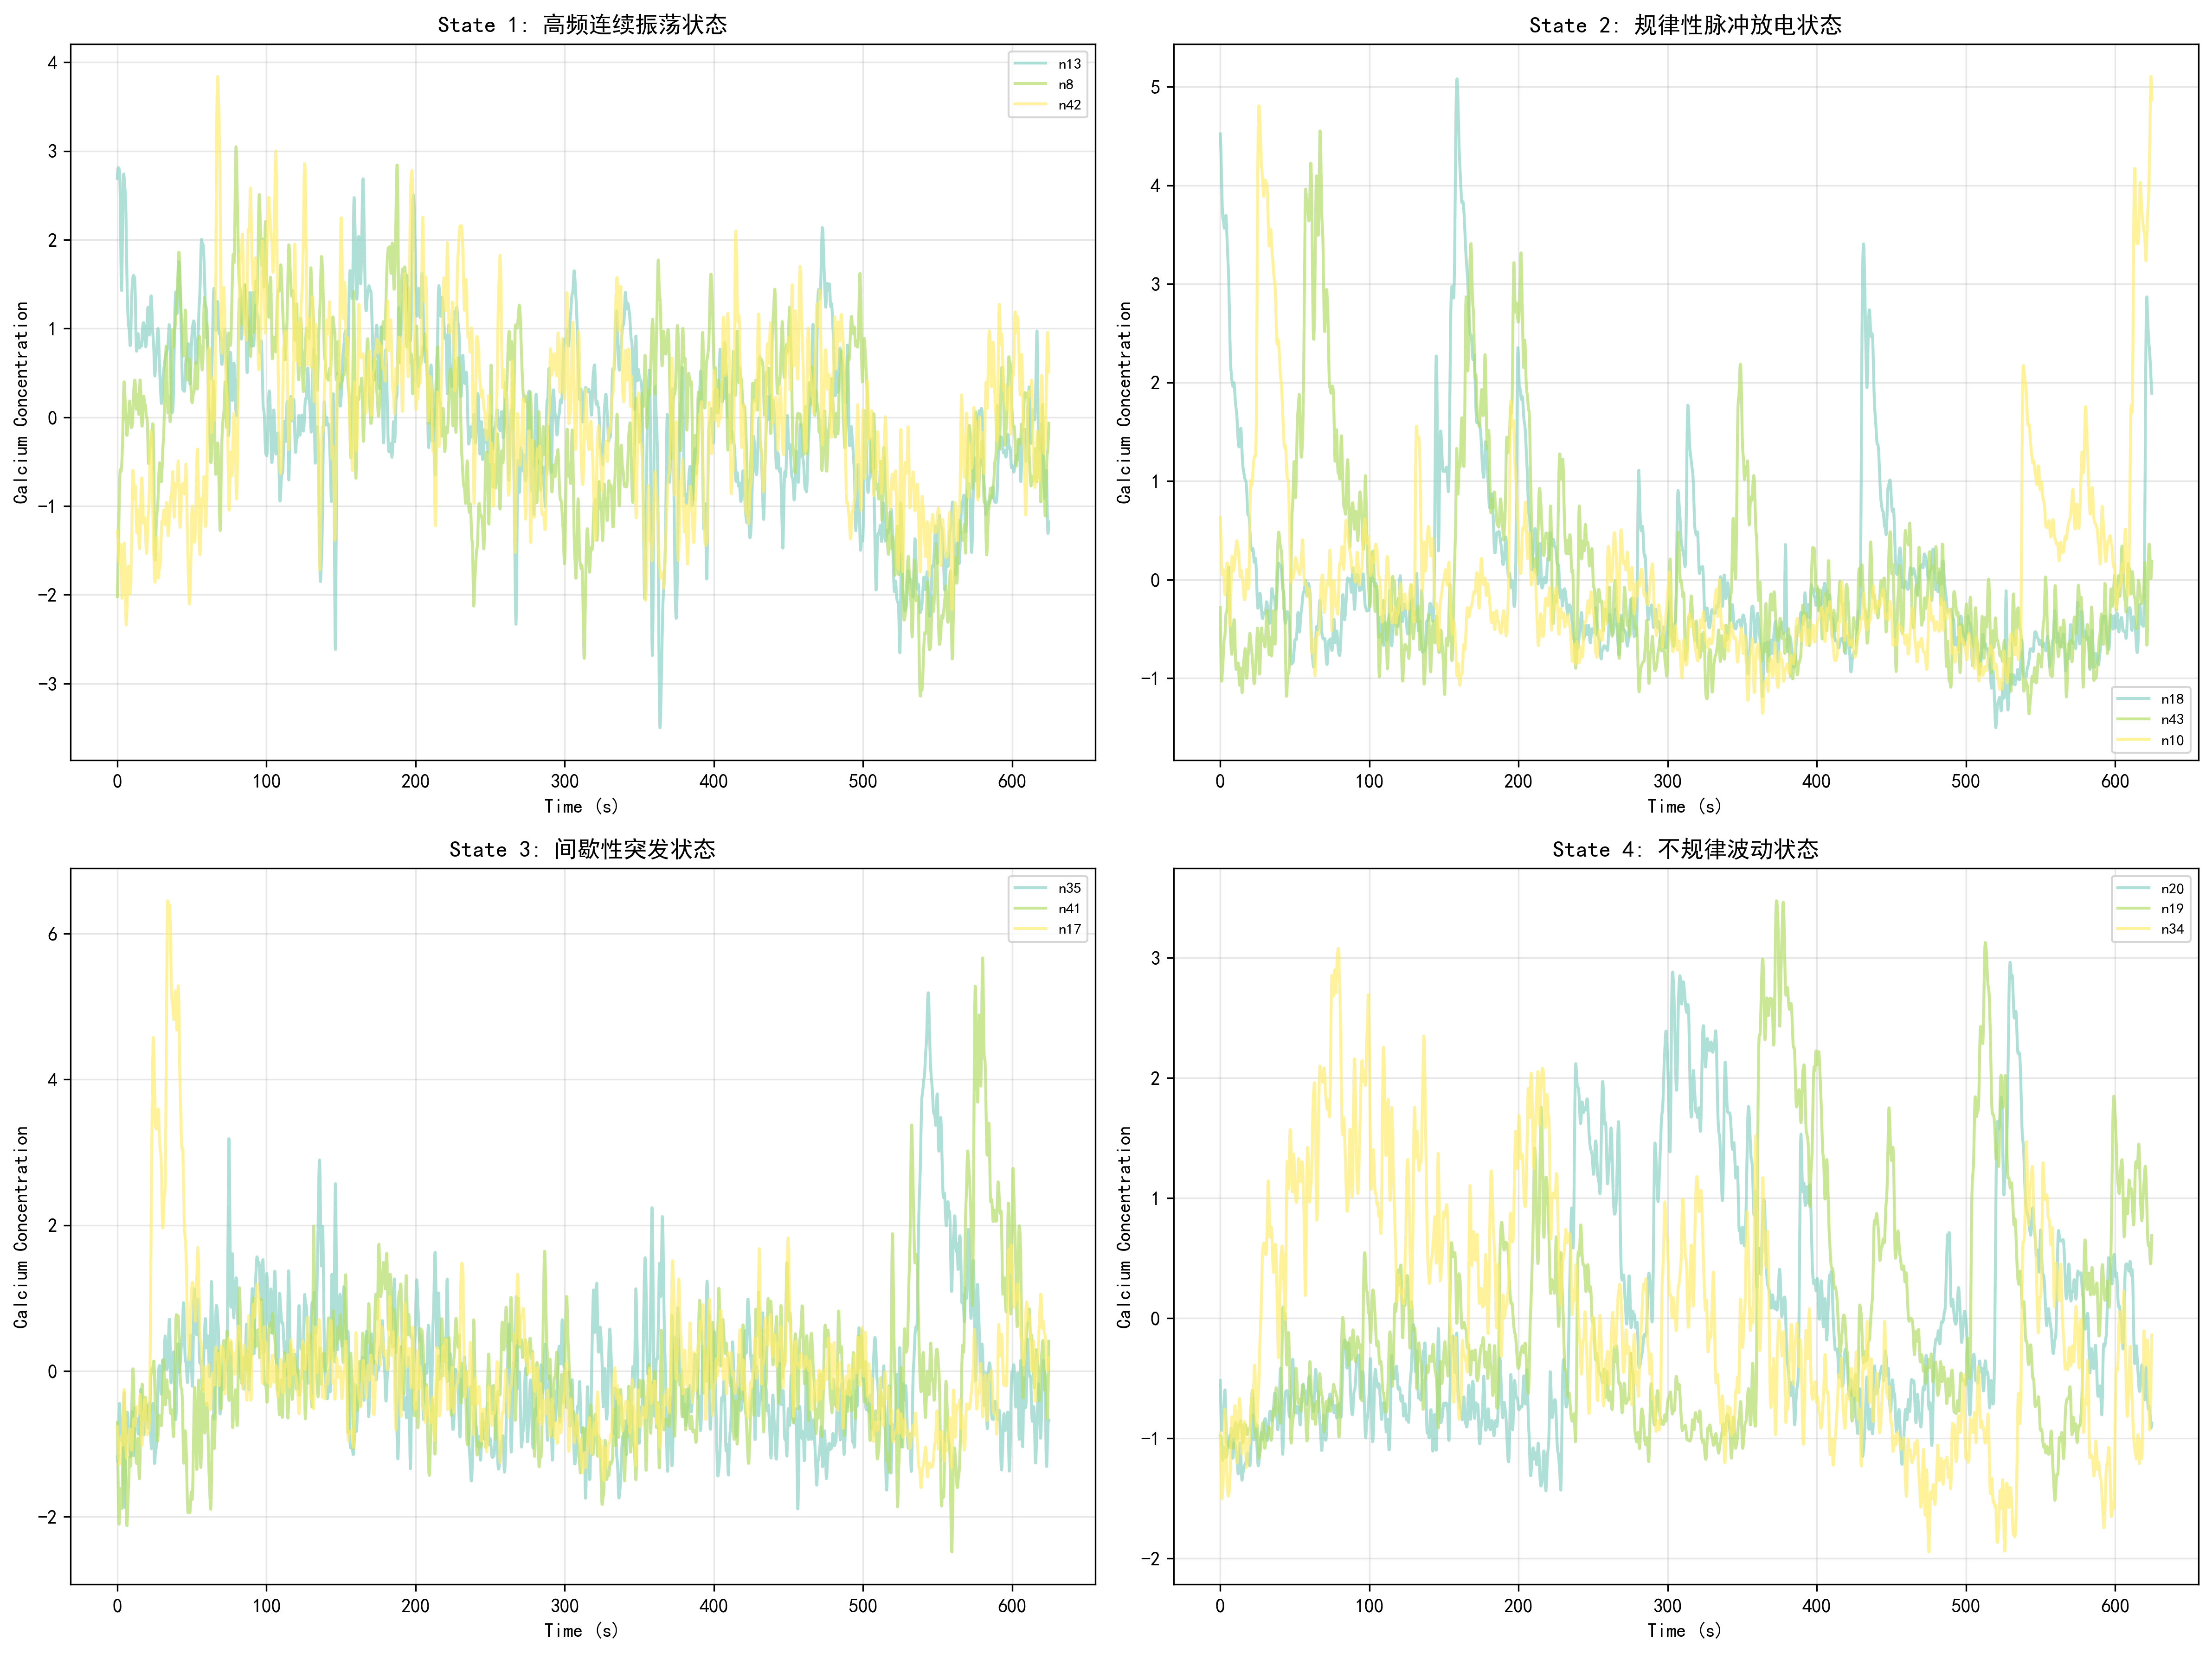 State 1: 高频连续振荡状态
4
3
2
1
0
−1
−2
−3
Calcium Concentration
n13
n8
n42
0 100 200 300 400 500 600
Time (s)
State 2: 规律性脉冲放电状态
5
4
3
2
1
0
−1
Calcium Concentration
n18
n43
n10
0 100 200 300 400 500 600
Time (s)
State 3: 间歇性突发状态
6
4
2
0
−2
Calcium Concentration
n35
n41
n17
0 100 200 300 400 500 600
Time (s)
State 4: 不规律波动状态
3
2
1
0
−1
−2
Calcium Concentration
n20
n19
n34
0 100 200 300 400 500 600
Time (s)